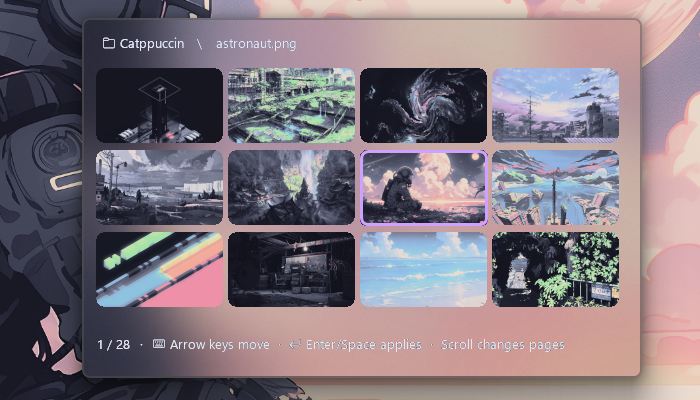 Catppuccin \ astronaut.png
1 / 28 · Arrow keys move · Enter/Space applies · Scroll changes pages